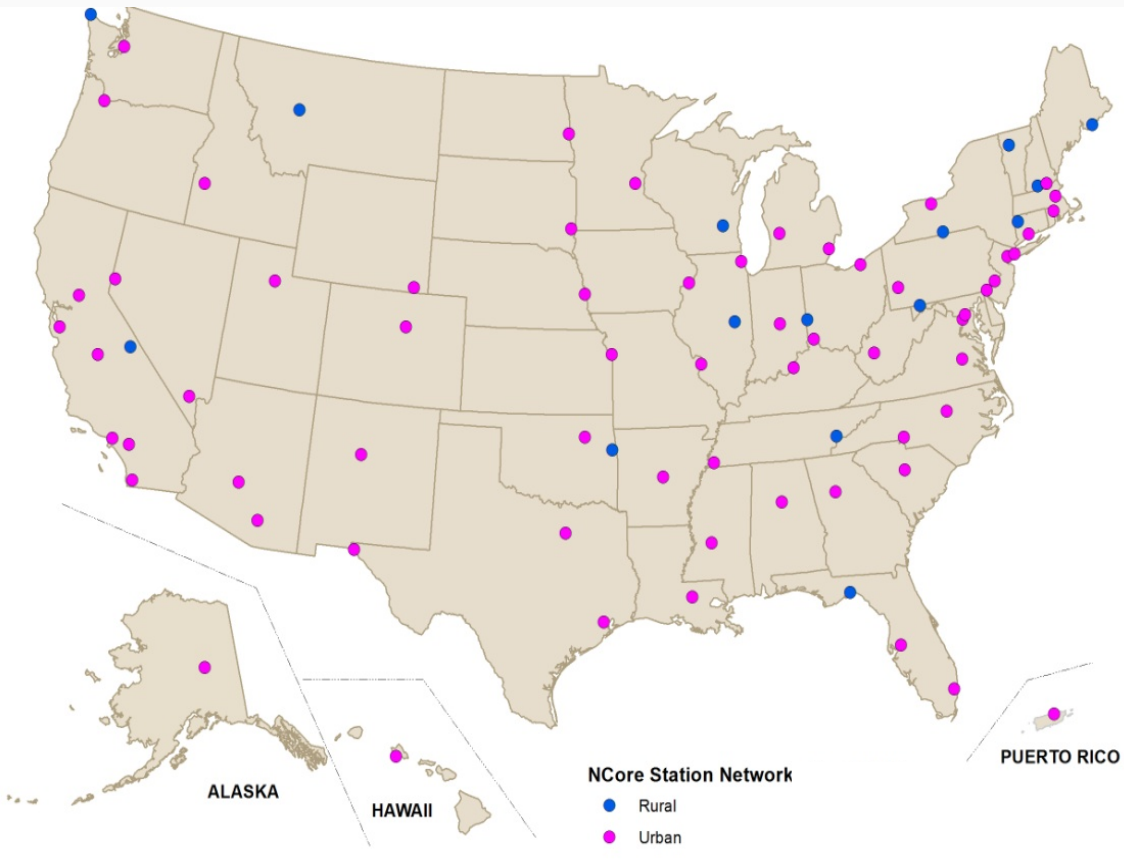 PUERTO RICO
NCore Station Network
ALASKA
Rural
HAWAII
Urban